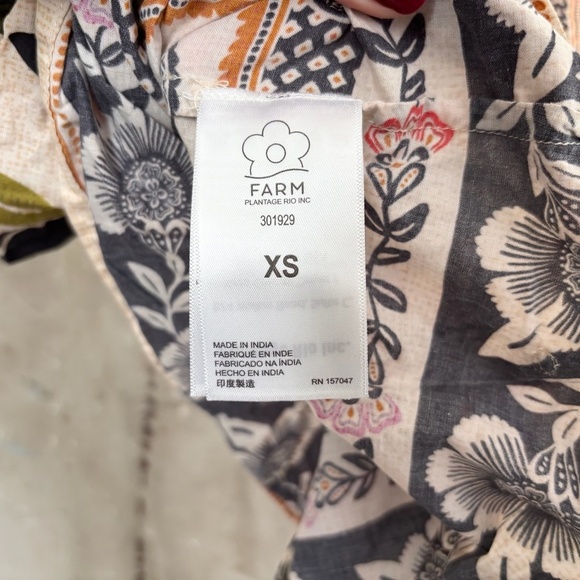 FARM
PLANTAGE RIO INC
301929
XS
MADE IN INDIA
FABRIQUÉ EN INDE
FABRICADO NA ÍNDIA
HECHO EN INDIA
印度製造
RN 157047